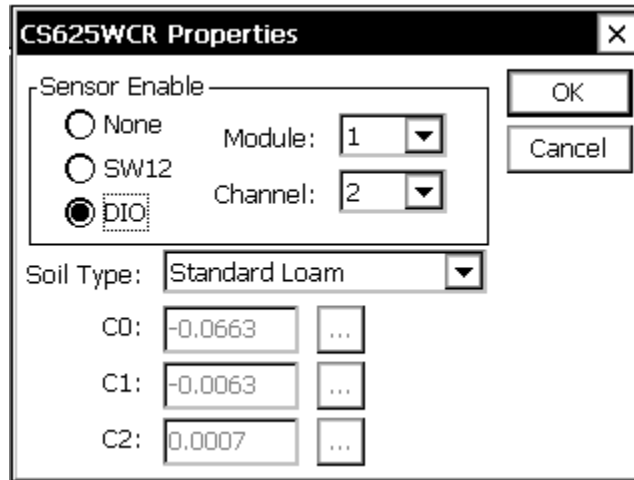 CS625WCR Properties
Sensor Enable
None
Module: 1
SW12
Channel: 2
DIO
OK
Cancel
Soil Type: Standard Loam
C0: -0.0663 ...
C1: -0.0063 ...
C2: 0.0007 ...